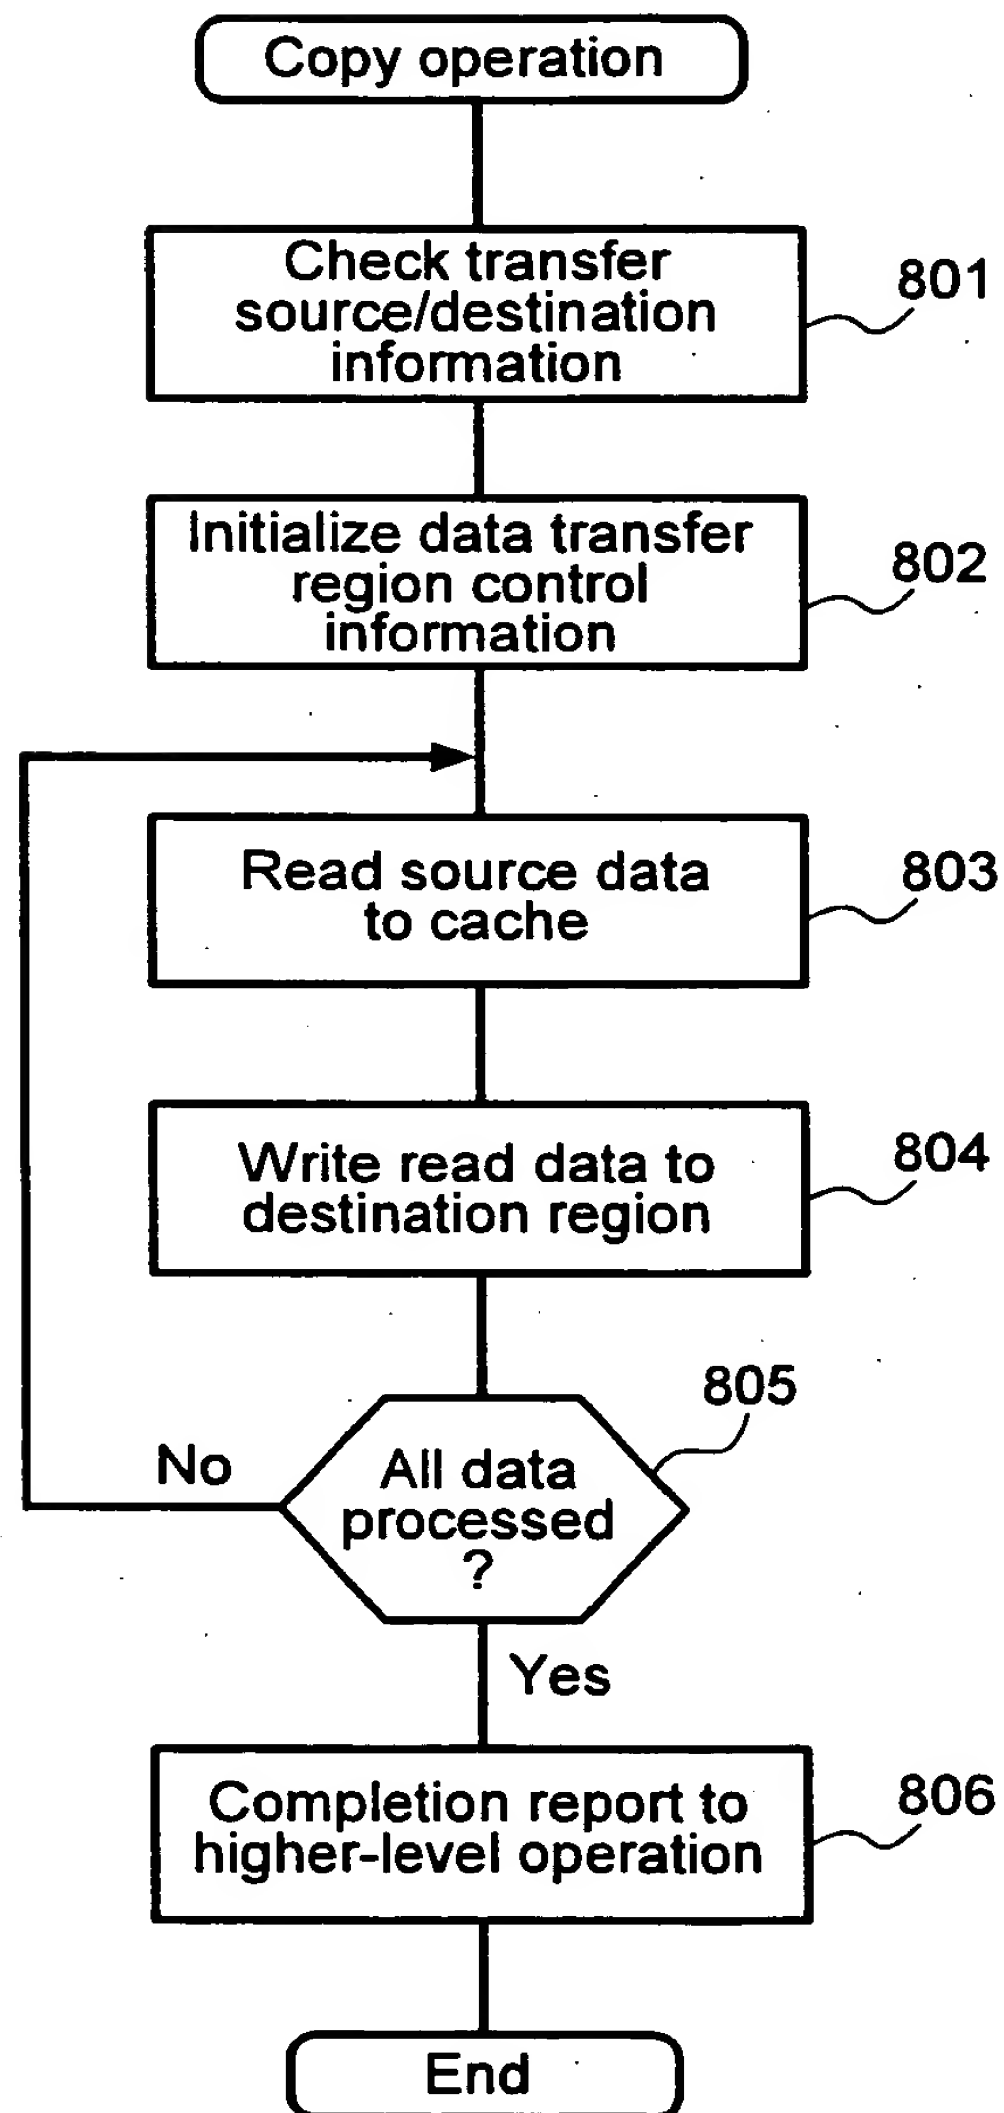 Copy operation
Check transfer
source/destination
information
801
Initialize data transfer
region control
information
802
Read source data
to cache
803
Write read data to
destination region
804
805
No
All data
processed
?
Yes
Completion report to
higher-level operation
806
End